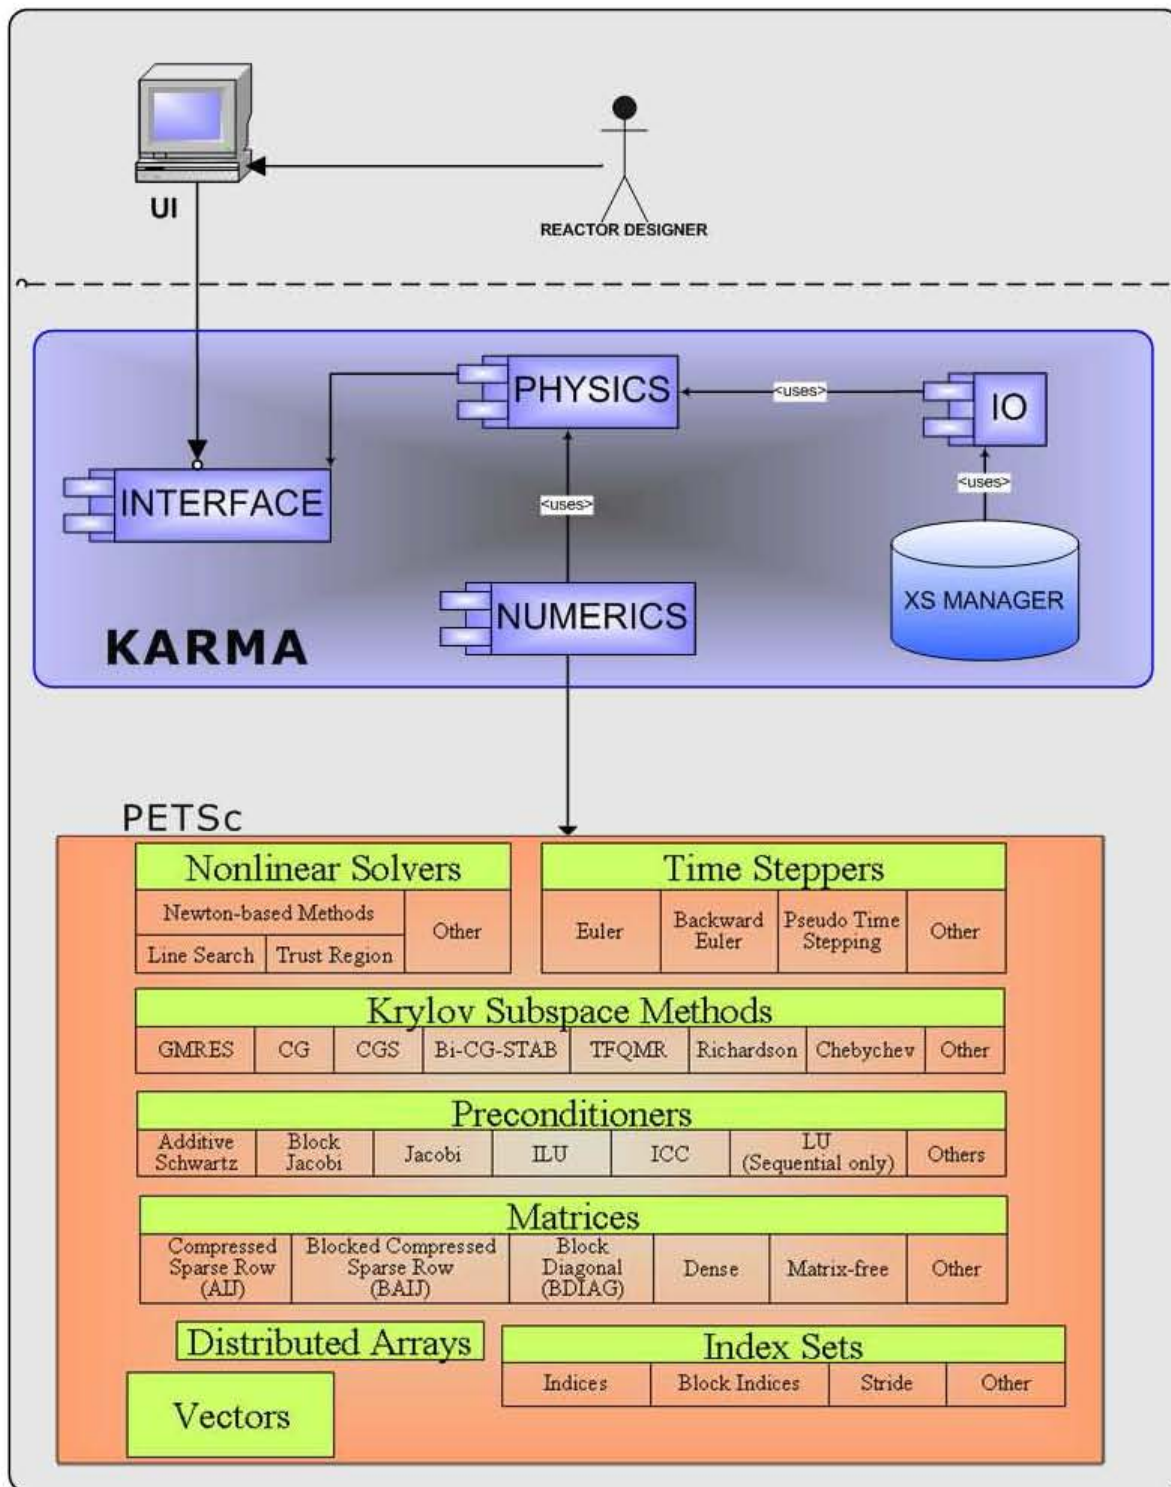 UI
REACTOR DESIGNER
PHYSICS
<uses>
IO
INTERFACE
<uses>
<uses>
NUMERICS
XS MANAGER
KARMA
PETSc
Nonlinear Solvers
Newton-based Methods
Other
Line Search
Trust Region
Time Steppers
Euler
Backward
Euler
Pseudo Time
Stepping
Other
Krylov Subspace Methods
GMRES
CG
CGS
Bi-CG-STAB
TFQMR
Richardson
Chebychev
Other
Preconditioners
Additive
Schwartz
Block
Jacobi
Jacobi
ILU
ICC
LU
(Sequential only)
Others
Matrices
Compressed
Sparse Row
(AIJ)
Blocked Compressed
Sparse Row
(BAIJ)
Block
Diagonal
(BDIAG)
Dense
Matrix-free
Other
Distributed Arrays
Index Sets
Indices
Block Indices
Stride
Other
Vectors